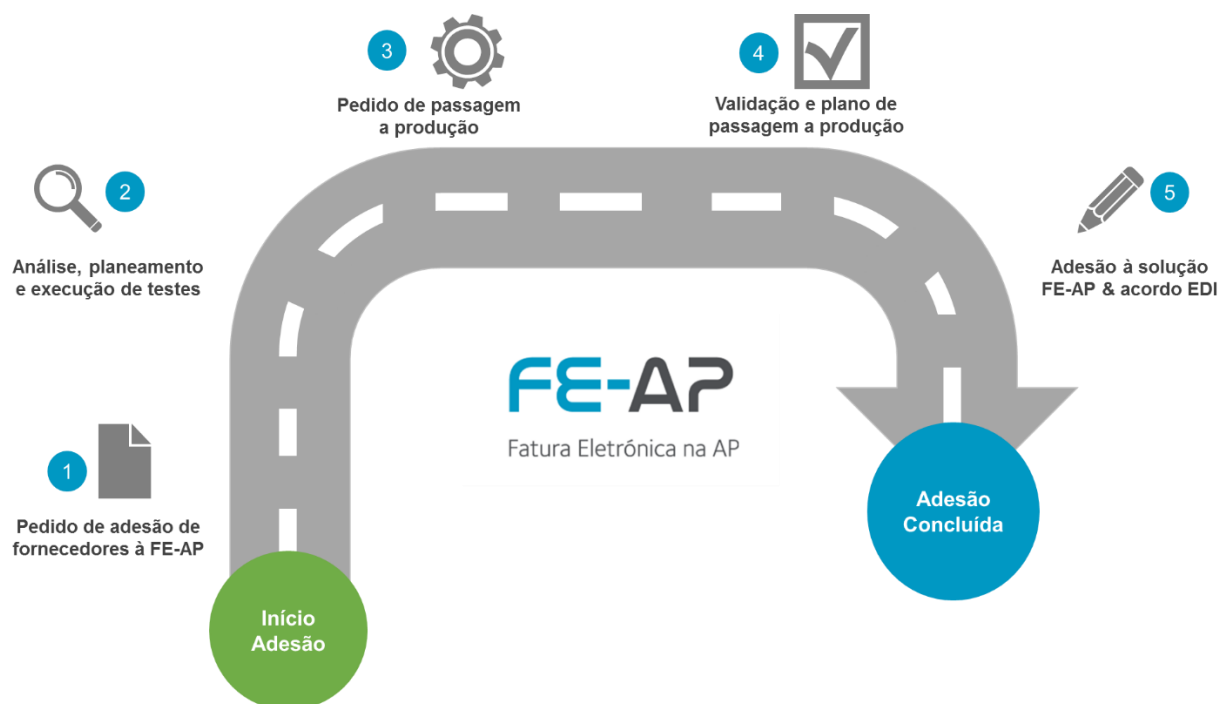 3
Pedido de passagem
a produção
4
Validação e plano de
passagem a produção
2
Análise, planeamento
e execução de testes
5
Adesão à solução
FE-AP & acordo EDI
FE-AP
Fatura Eletrónica na AP
1
Pedido de adesão de
fornecedores à FE-AP
Adesão
Concluída
Início
Adesão